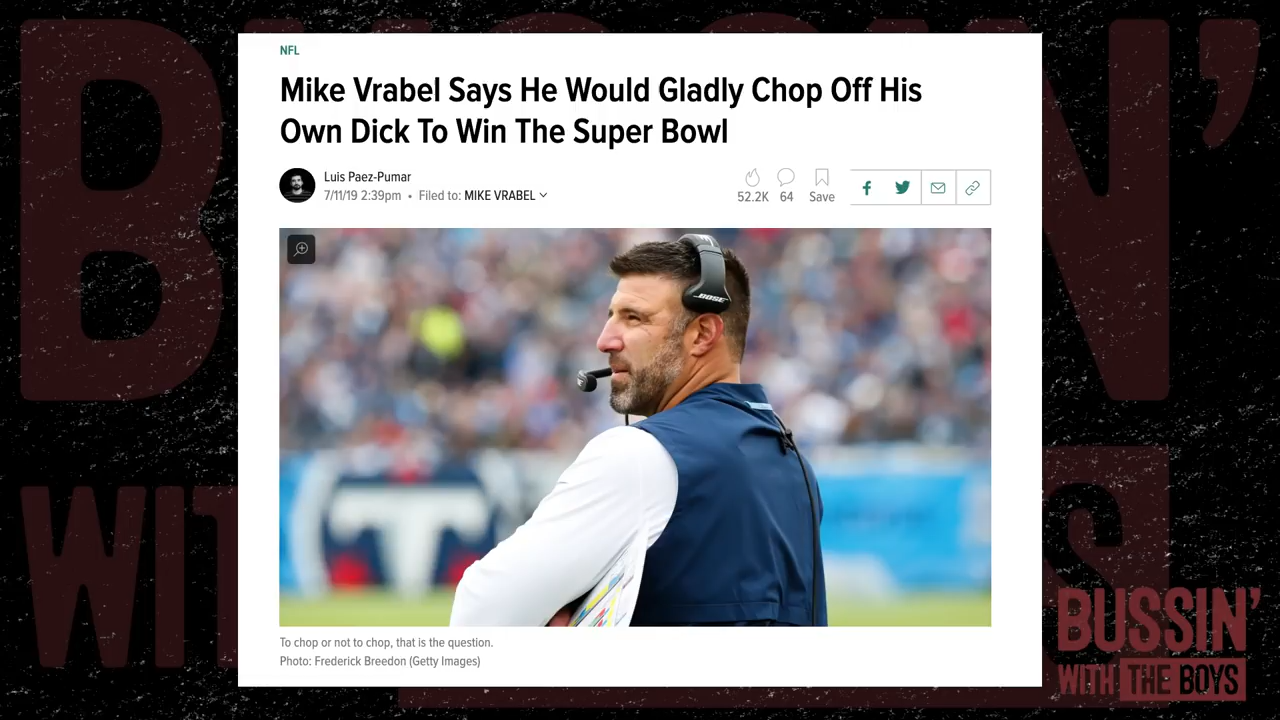 NFL
Mike Vrabel Says He Would Gladly Chop Off His
Own Dick To Win The Super Bowl
Luis Paez-Pumar
7/11/19 2:39pm • Filed to: MIKE VRABEL
52.2K 64 Save
BOSE
T
To chop or not to chop, that is the question.
Photo: Frederick Breedon (Getty Images)
BUSSIN'
WITH THE BOYS